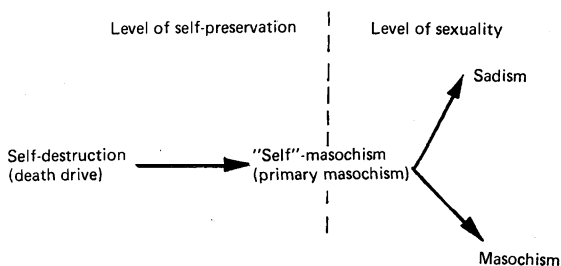 Level of self-preservation
Level of sexuality
Sadism
Self-destruction
(death drive)
"Self"-masochism
(primary masochism)
Masochism